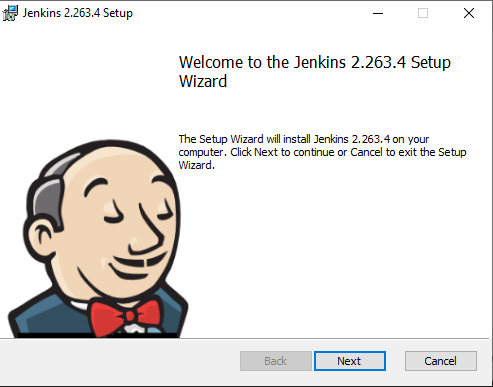 Jenkins 2.263.4 Setup
Welcome to the Jenkins 2.263.4 Setup
Wizard
The Setup Wizard will install Jenkins 2.263.4 on your
computer. Click Next to continue or Cancel to exit the Setup
Wizard.
Back
Next
Cancel